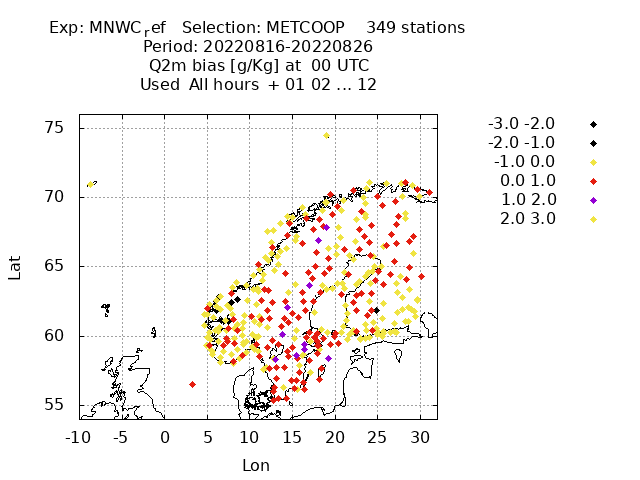 Exp: MNWCref Selection: METCOOP 349 stations
Period: 20220816-20220826
Q2m bias [g/Kg] at 00 UTC
Used All hours + 01 02 ... 12
-3.0 -2.0
-2.0 -1.0
-1.0 0.0
0.0 1.0
1.0 2.0
2.0 3.0
75
70
65
60
55
Lat
-10 -5 0 5 10 15 20 25 30
Lon